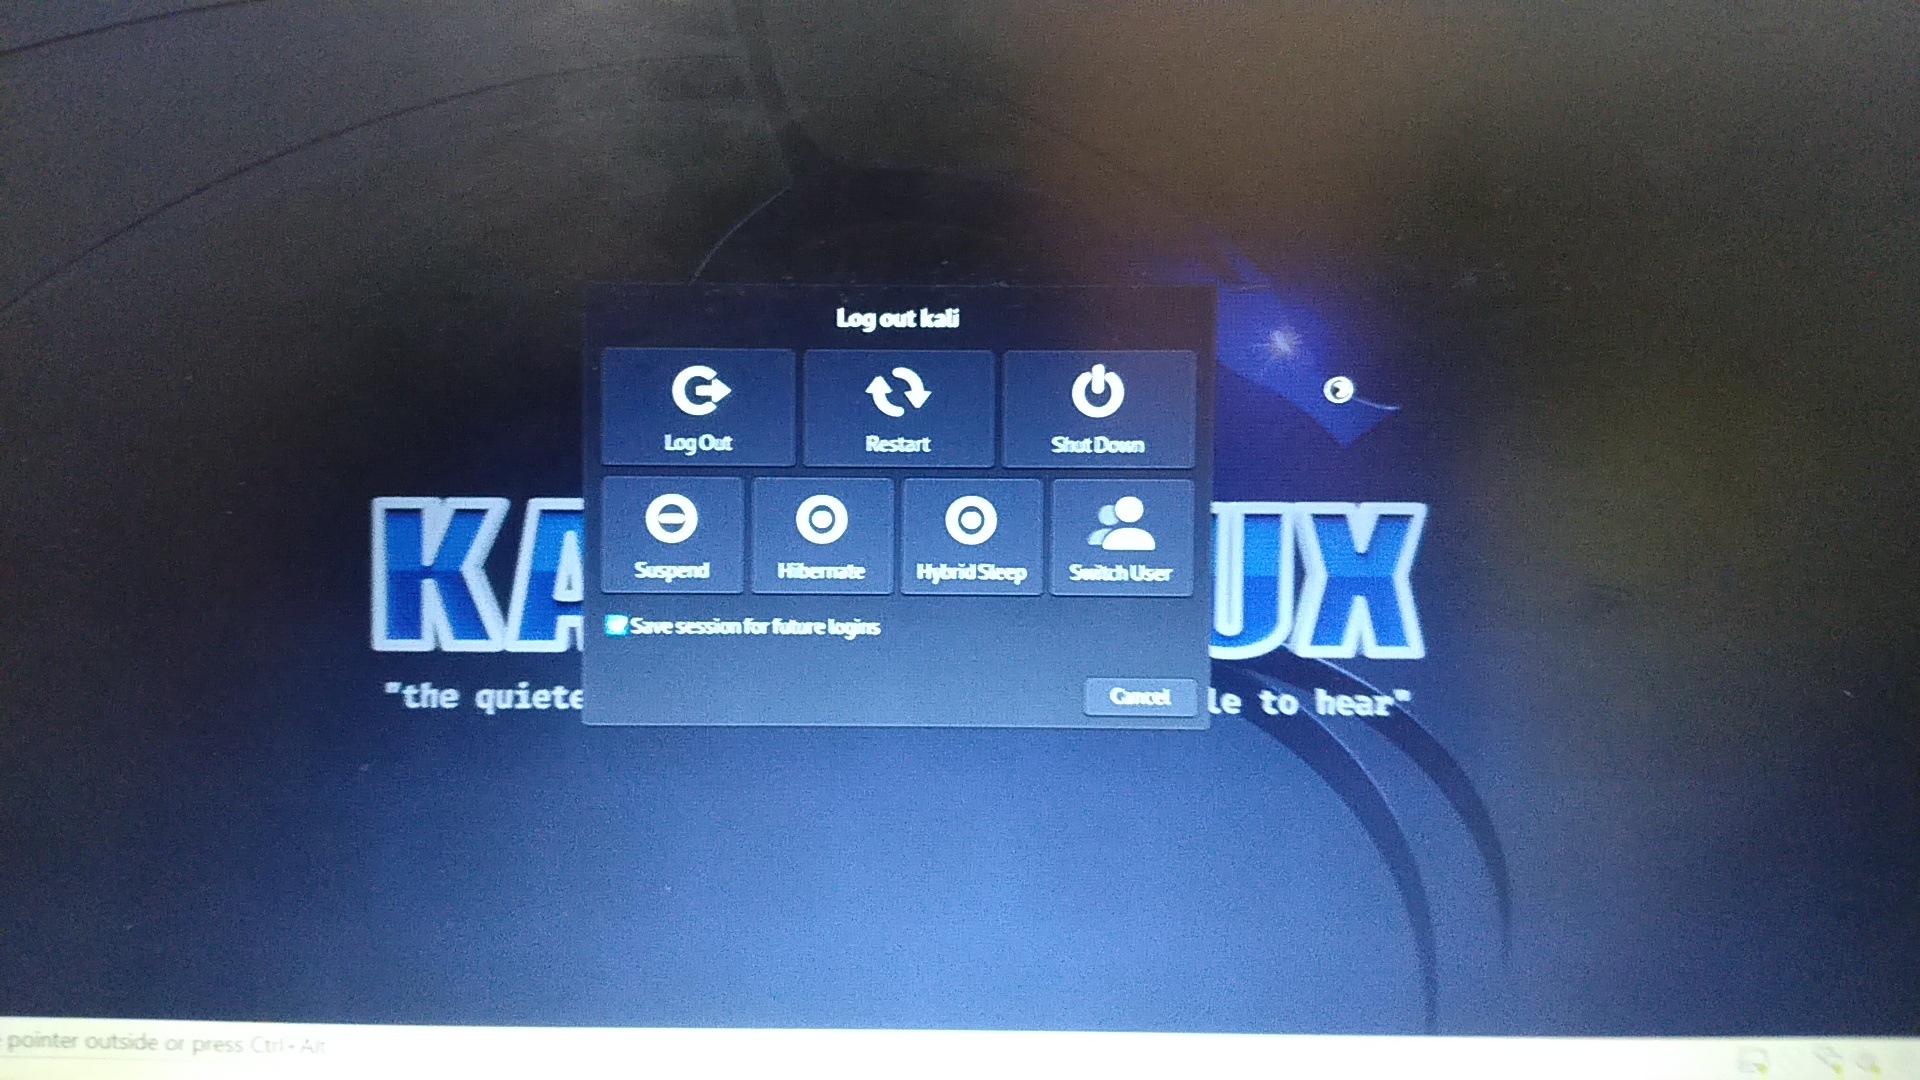 Log out kali
Log Out
Restart
Shut Down
Suspend
Hibernate
Hybrid Sleep
Switch User
Save session for future logins
Cancel
KA UX
"the quiete le to hear"
pointer outside or press Ctrl+Alt